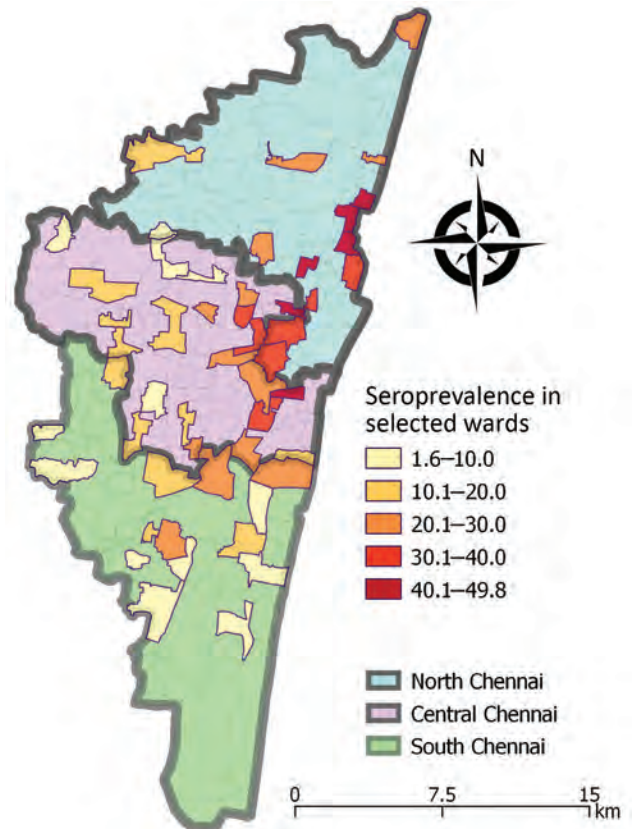 N
Seroprevalence in
selected wards
1.6–10.0
10.1–20.0
20.1–30.0
30.1–40.0
40.1–49.8
North Chennai
Central Chennai
South Chennai
0 7.5 15
km